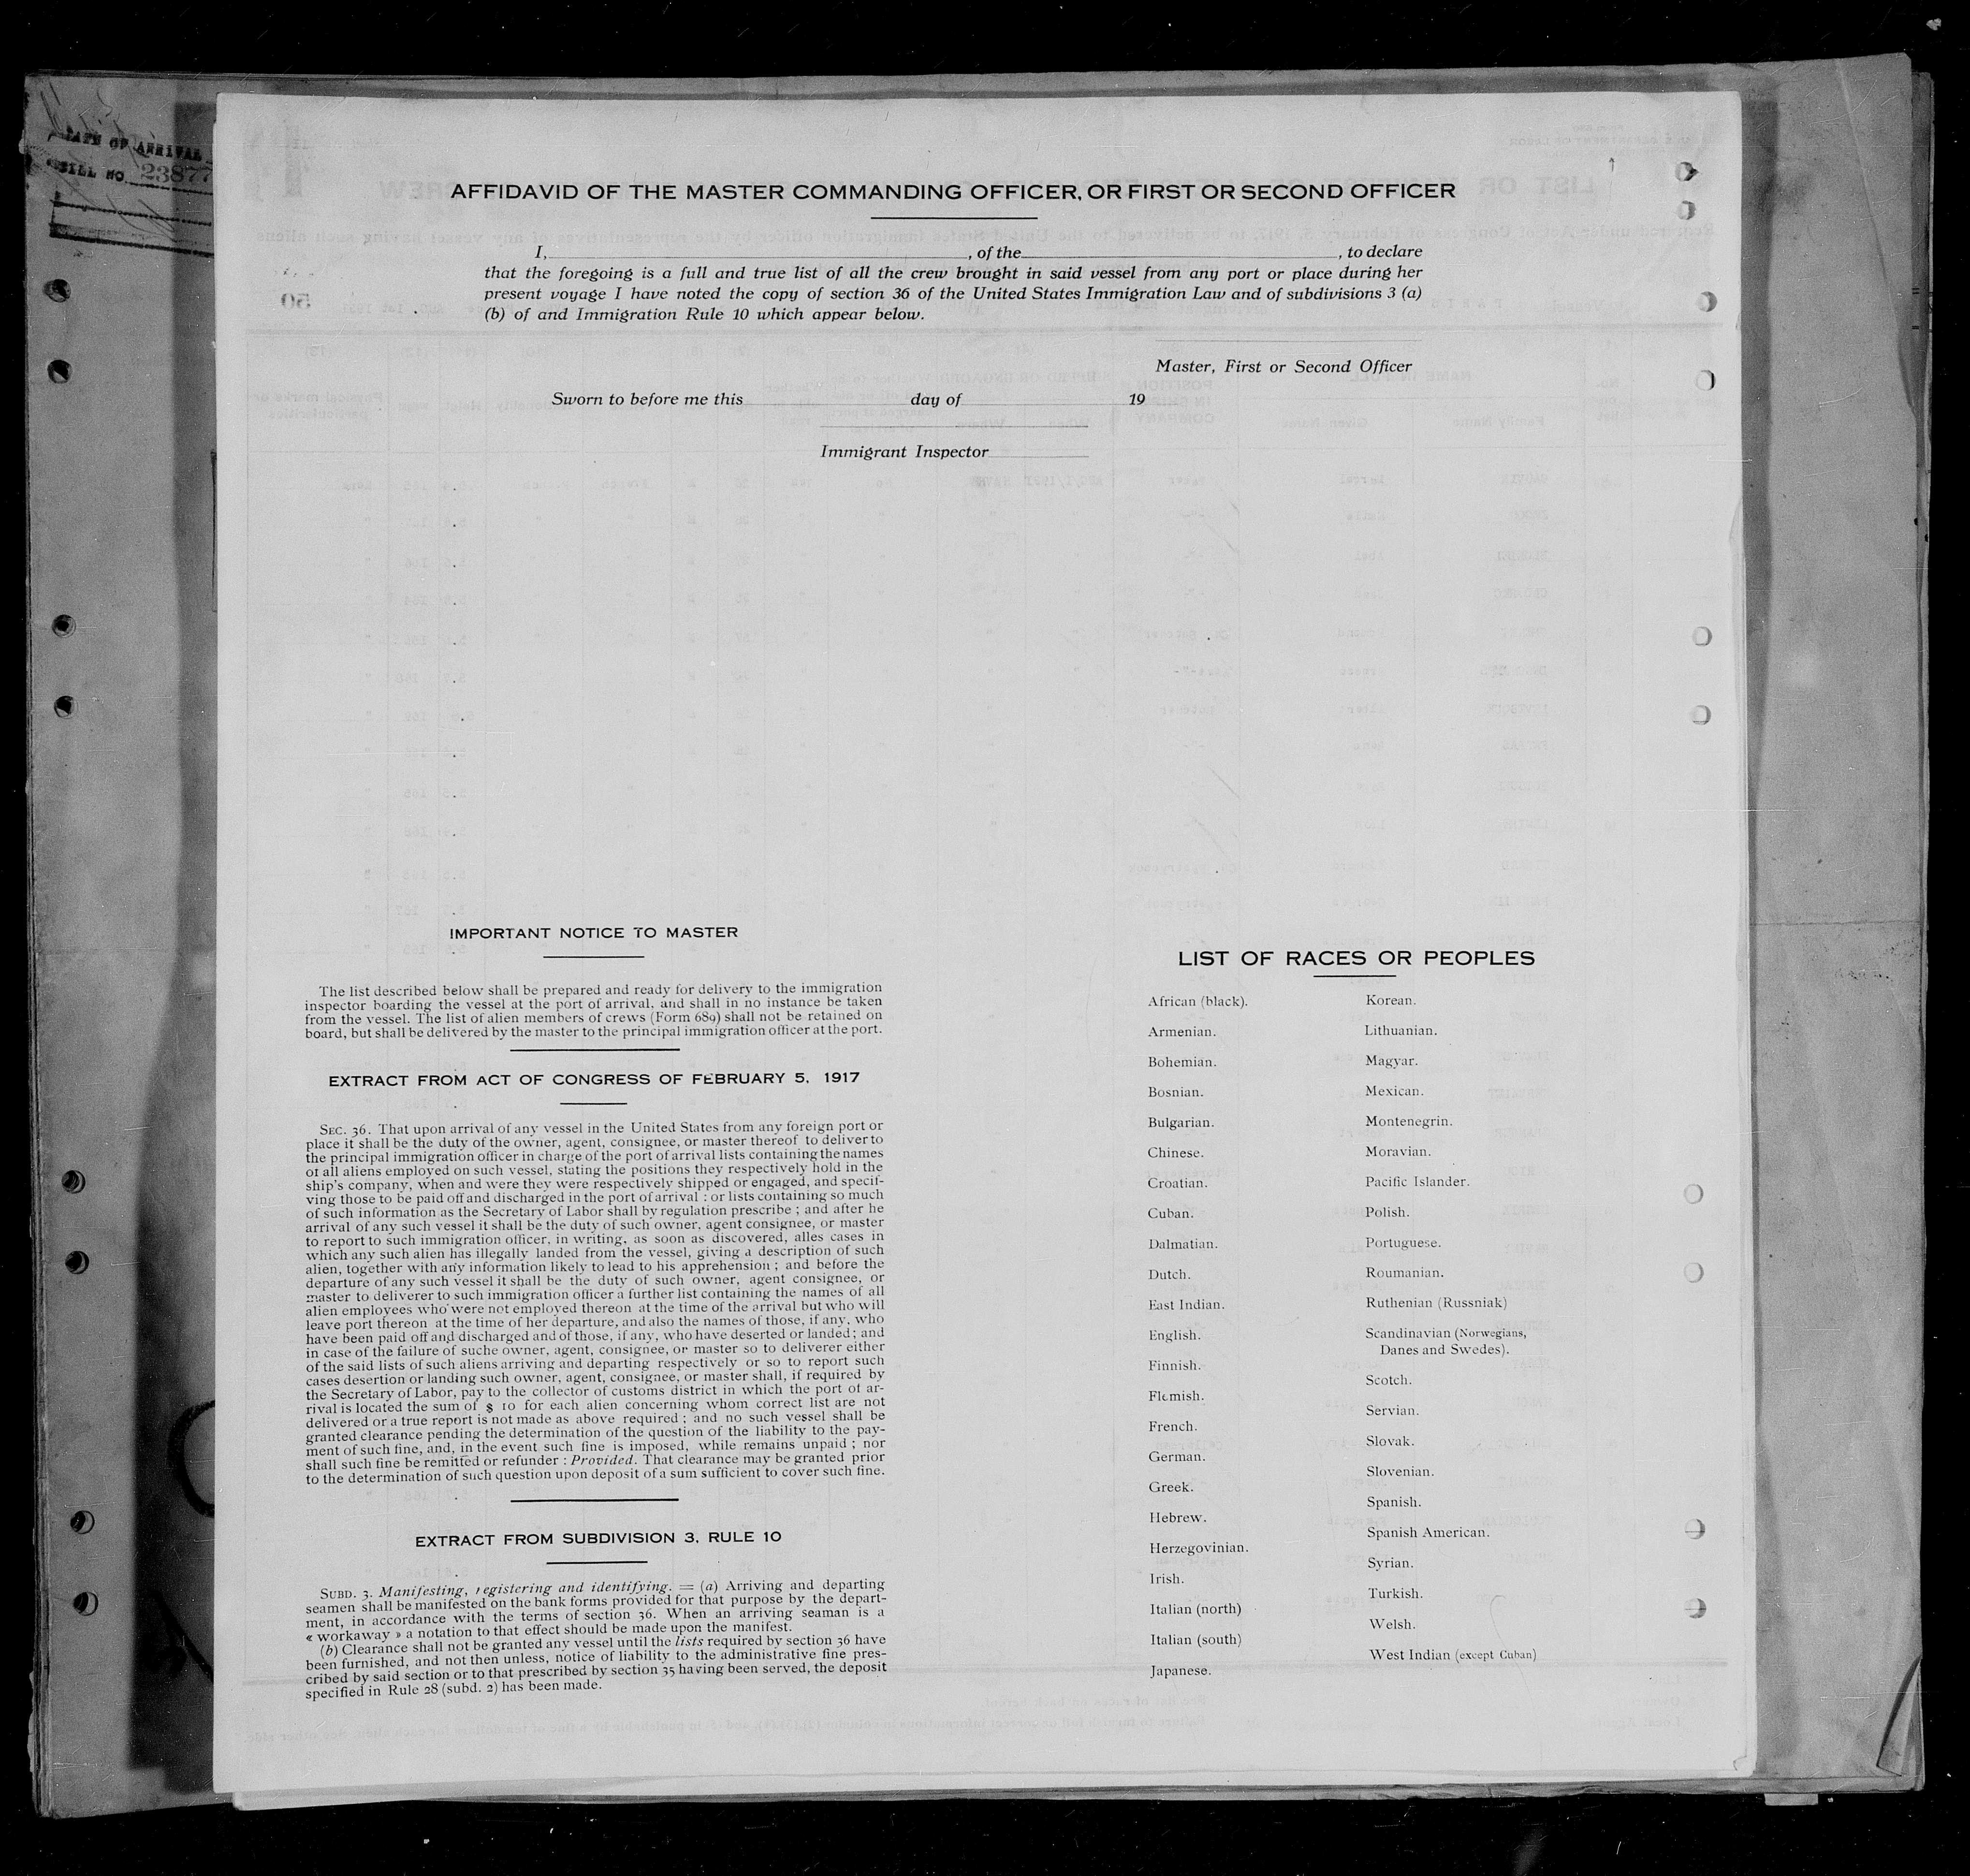 DATE OF ARRIVAL
BILL NO 23877
AFFIDAVID OF THE MASTER COMMANDING OFFICER, OR FIRST OR SECOND OFFICER
I, , of the , to declare
that the foregoing is a full and true list of all the crew brought in said vessel from any port or place during her
present voyage I have noted the copy of section 36 of the United States Immigration Law and of subdivisions 3 (a)
(b) of and Immigration Rule 10 which appear below.
Master, First or Second Officer
Sworn to before me this day of 19
Immigrant Inspector
IMPORTANT NOTICE TO MASTER
The list described below shall be prepared and ready for delivery to the immigration
inspector boarding the vessel at the port of arrival, and shall in no instance be taken
from the vessel. The list of alien members of crews (Form 689) shall not be retained on
board, but shall be delivered by the master to the principal immigration officer at the port.
EXTRACT FROM ACT OF CONGRESS OF FEBRUARY 5, 1917
SEC. 36. That upon arrival of any vessel in the United States from any foreign port or
place it shall be the duty of the owner, agent, consignee, or master thereof to deliver to
the principal immigration officer in charge of the port of arrival lists containing the names
of all aliens employed on such vessel, stating the positions they respectively hold in the
ship's company, when and were they were respectively shipped or engaged, and specif-
ving those to be paid off and discharged in the port of arrival : or lists containing so much
of such information as the Secretary of Labor shall by regulation prescribe ; and after he
arrival of any such vessel it shall be the duty of such owner, agent consignee, or master
to report to such immigration officer, in writing, as soon as discovered, alles cases in
which any such alien has illegally landed from the vessel, giving a description of such
alien, together with any information likely to lead to his apprehension ; and before the
departure of any such vessel it shall be the duty of such owner, agent consignee, or
master to deliverer to such immigration officer a further list containing the names of all
alien employees who were not employed thereon at the time of the arrival but who will
leave port thereon at the time of her departure, and also the names of those, if any, who
have been paid off and discharged and of those, if any, who have deserted or landed ; and
in case of the failure of suche owner, agent, consignee, or master so to deliverer either
of the said lists of such aliens arriving and departing respectively or so to report such
cases desertion or landing such owner, agent, consignee, or master shall, if required by
the Secretary of Labor, pay to the collector of customs district in which the port of ar-
rival is located the sum of $ 10 for each alien concerning whom correct list are not
delivered or a true report is not made as above required ; and no such vessel shall be
granted clearance pending the determination of the question of the liability to the pay-
ment of such fine, and, in the event such fine is imposed, while remains unpaid ; nor
shall such fine be remitted or refunder : Provided. That clearance may be granted prior
to the determination of such question upon deposit of a sum sufficient to cover such fine.
EXTRACT FROM SUBDIVISION 3, RULE 10
SUBD. 3. Manifesting, registering and identifying. = (a) Arriving and departing
seamen shall be manifested on the bank forms provided for that purpose by the depart-
ment, in accordance with the terms of section 36. When an arriving seaman is a
« workaway » a notation to that effect should be made upon the manifest.
(b) Clearance shall not be granted any vessel until the lists required by section 36 have
been furnished, and not then unless, notice of liability to the administrative fine pres-
cribed by said section or to that prescribed by section 35 having been served, the deposit
specified in Rule 28 (subd. 2) has been made.
LIST OF RACES OR PEOPLES
African (black).
Armenian.
Bohemian.
Bosnian.
Bulgarian.
Chinese.
Croatian.
Cuban.
Dalmatian.
Dutch.
East Indian.
English.
Finnish.
Flemish.
French.
German.
Greek.
Hebrew.
Herzegovinian.
Irish.
Italian (north)
Italian (south)
Japanese.
Korean.
Lithuanian.
Magyar.
Mexican.
Montenegrin.
Moravian.
Pacific Islander.
Polish.
Portuguese.
Roumanian.
Ruthenian (Russniak)
Scandinavian (Norwegians,
Danes and Swedes).
Scotch.
Servian.
Slovak.
Slovenian.
Spanish.
Spanish American.
Syrian.
Turkish.
Welsh.
West Indian (except Cuban)